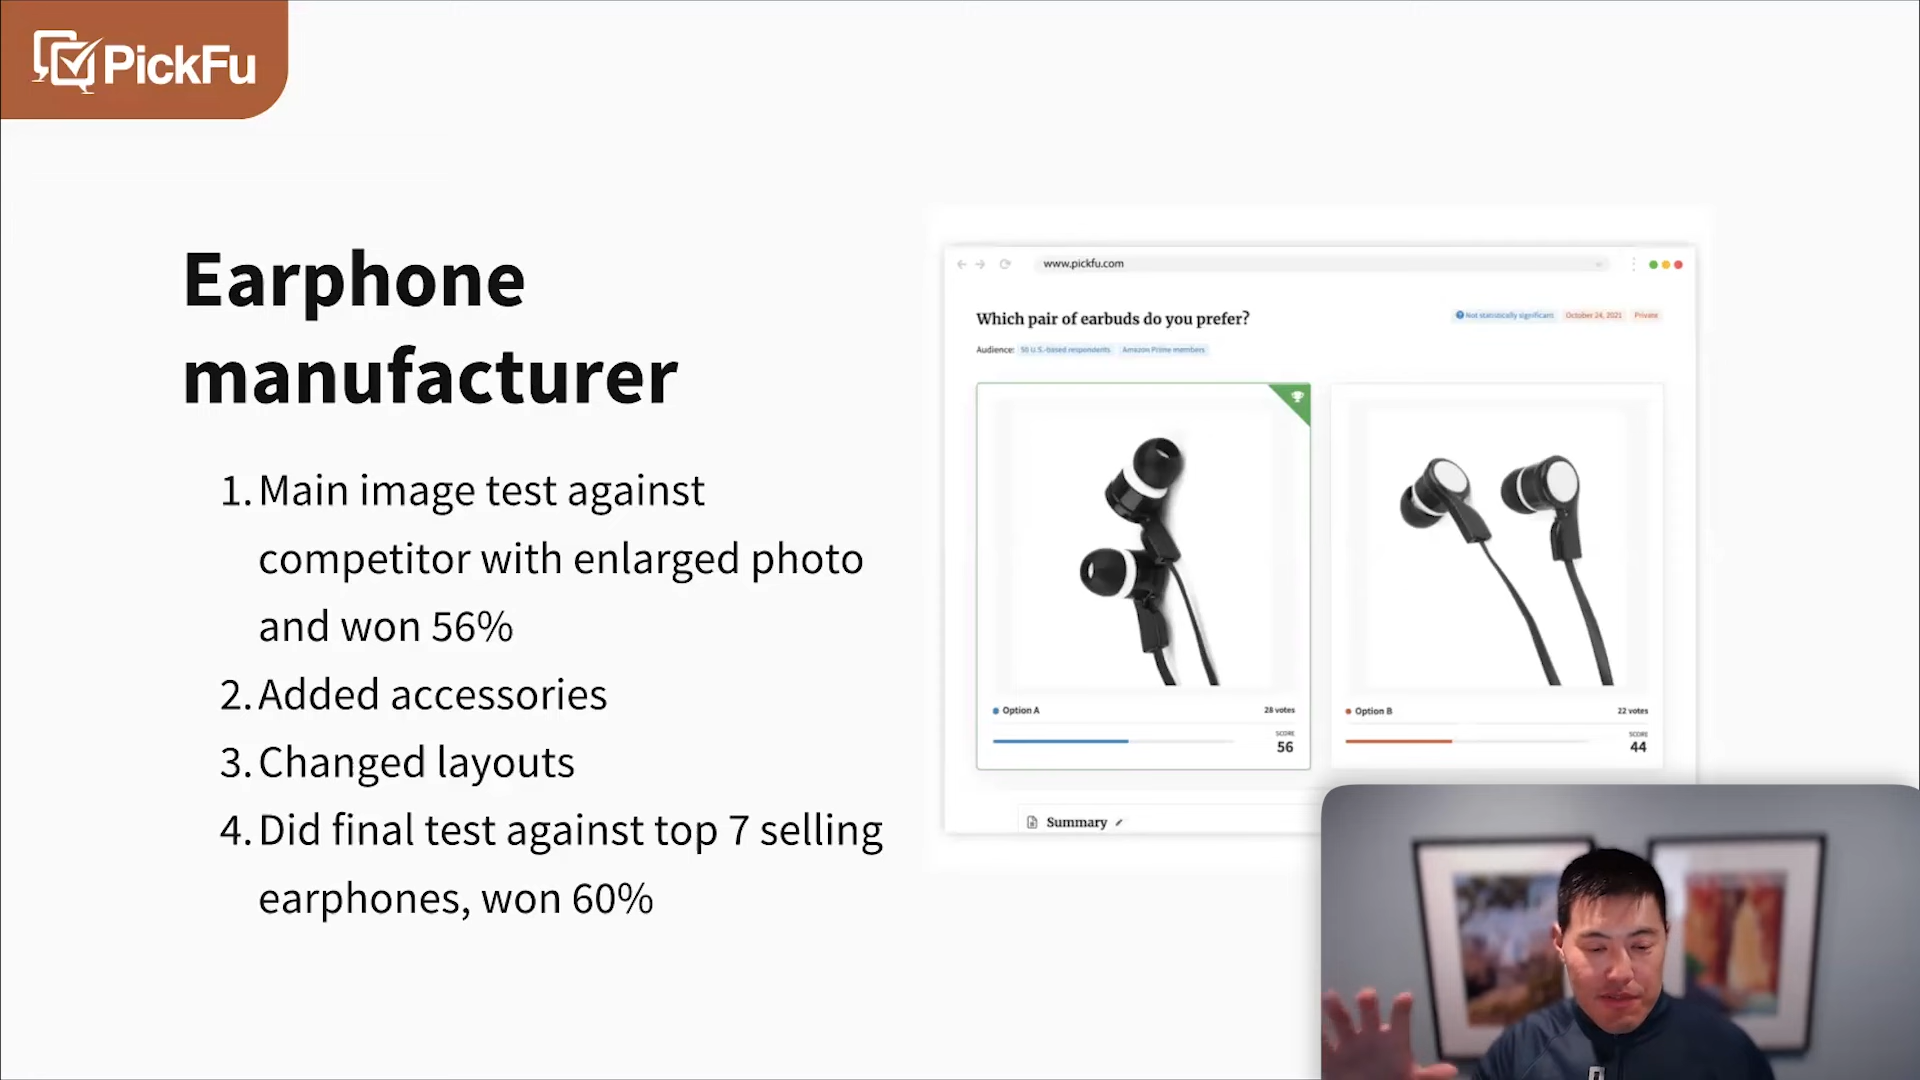 PickFu
Earphone
manufacturer
1. Main image test against
competitor with enlarged photo
and won 56%
2. Added accessories
3. Changed layouts
4. Did final test against top 7 selling
earphones, won 60%
www.pickfu.com
Which pair of earbuds do you prefer?
Not statistically significant
October 24, 2021
Private
Audience: 50 U.S.-based respondents Amazon Prime members
Option A
28 votes
SCORE
56
Option B
22 votes
SCORE
44
Summary